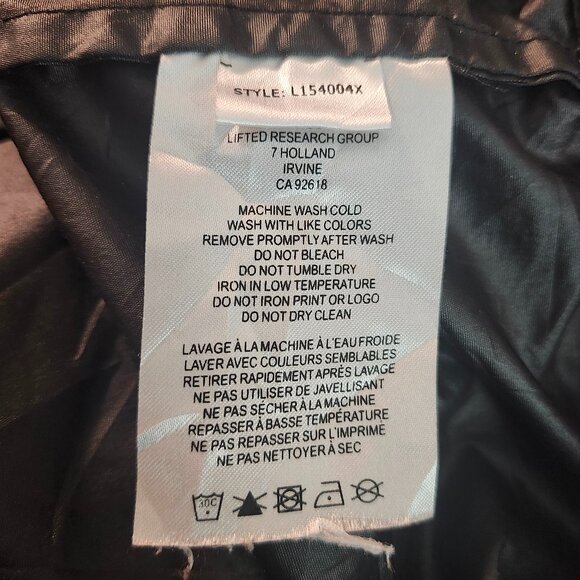 STYLE: L154004X
LIFTED RESEARCH GROUP
7 HOLLAND
IRVINE
CA 92618
MACHINE WASH COLD
WASH WITH LIKE COLORS
REMOVE PROMPTLY AFTER WASH
DO NOT BLEACH
DO NOT TUMBLE DRY
IRON IN LOW TEMPERATURE
DO NOT IRON PRINT OR LOGO
DO NOT DRY CLEAN
LAVAGE À LA MACHINE À L'EAU FROIDE
LAVER AVEC COULEURS SEMBLABLES
RETIRER RAPIDEMENT APRÈS LAVAGE
NE PAS UTILISER DE JAVELLISANT
NE PAS SÉCHER À LA MACHINE
REPASSER À BASSE TEMPÉRATURE
NE PAS REPASSER SUR L'IMPRIMÉ
NE PAS NETTOYER À SEC
30C